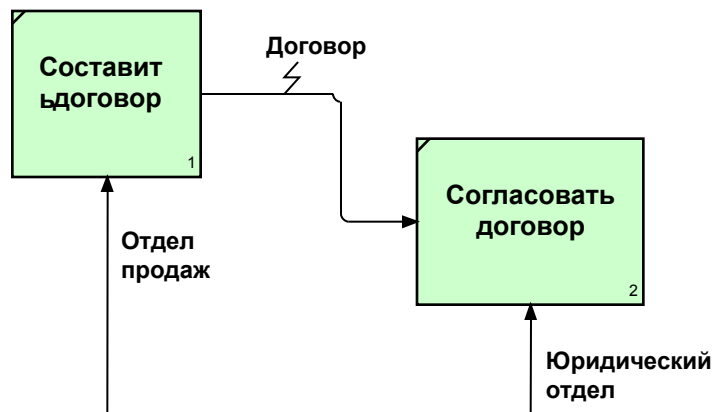 Договор
Составит
ьдоговор
1
Согласовать
договор
2
Отдел
продаж
Юридический
отдел